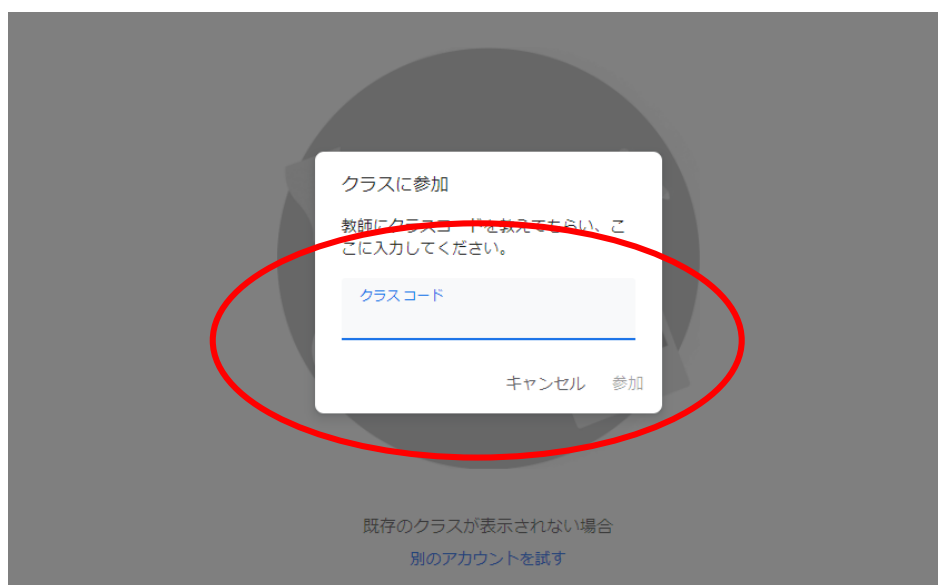 クラスに参加
教師にクラスコードを教えてもらい、こ
こに入力してください。
クラス コード
キャンセル 参加
既存のクラスが表示されない場合
別のアカウントを試す